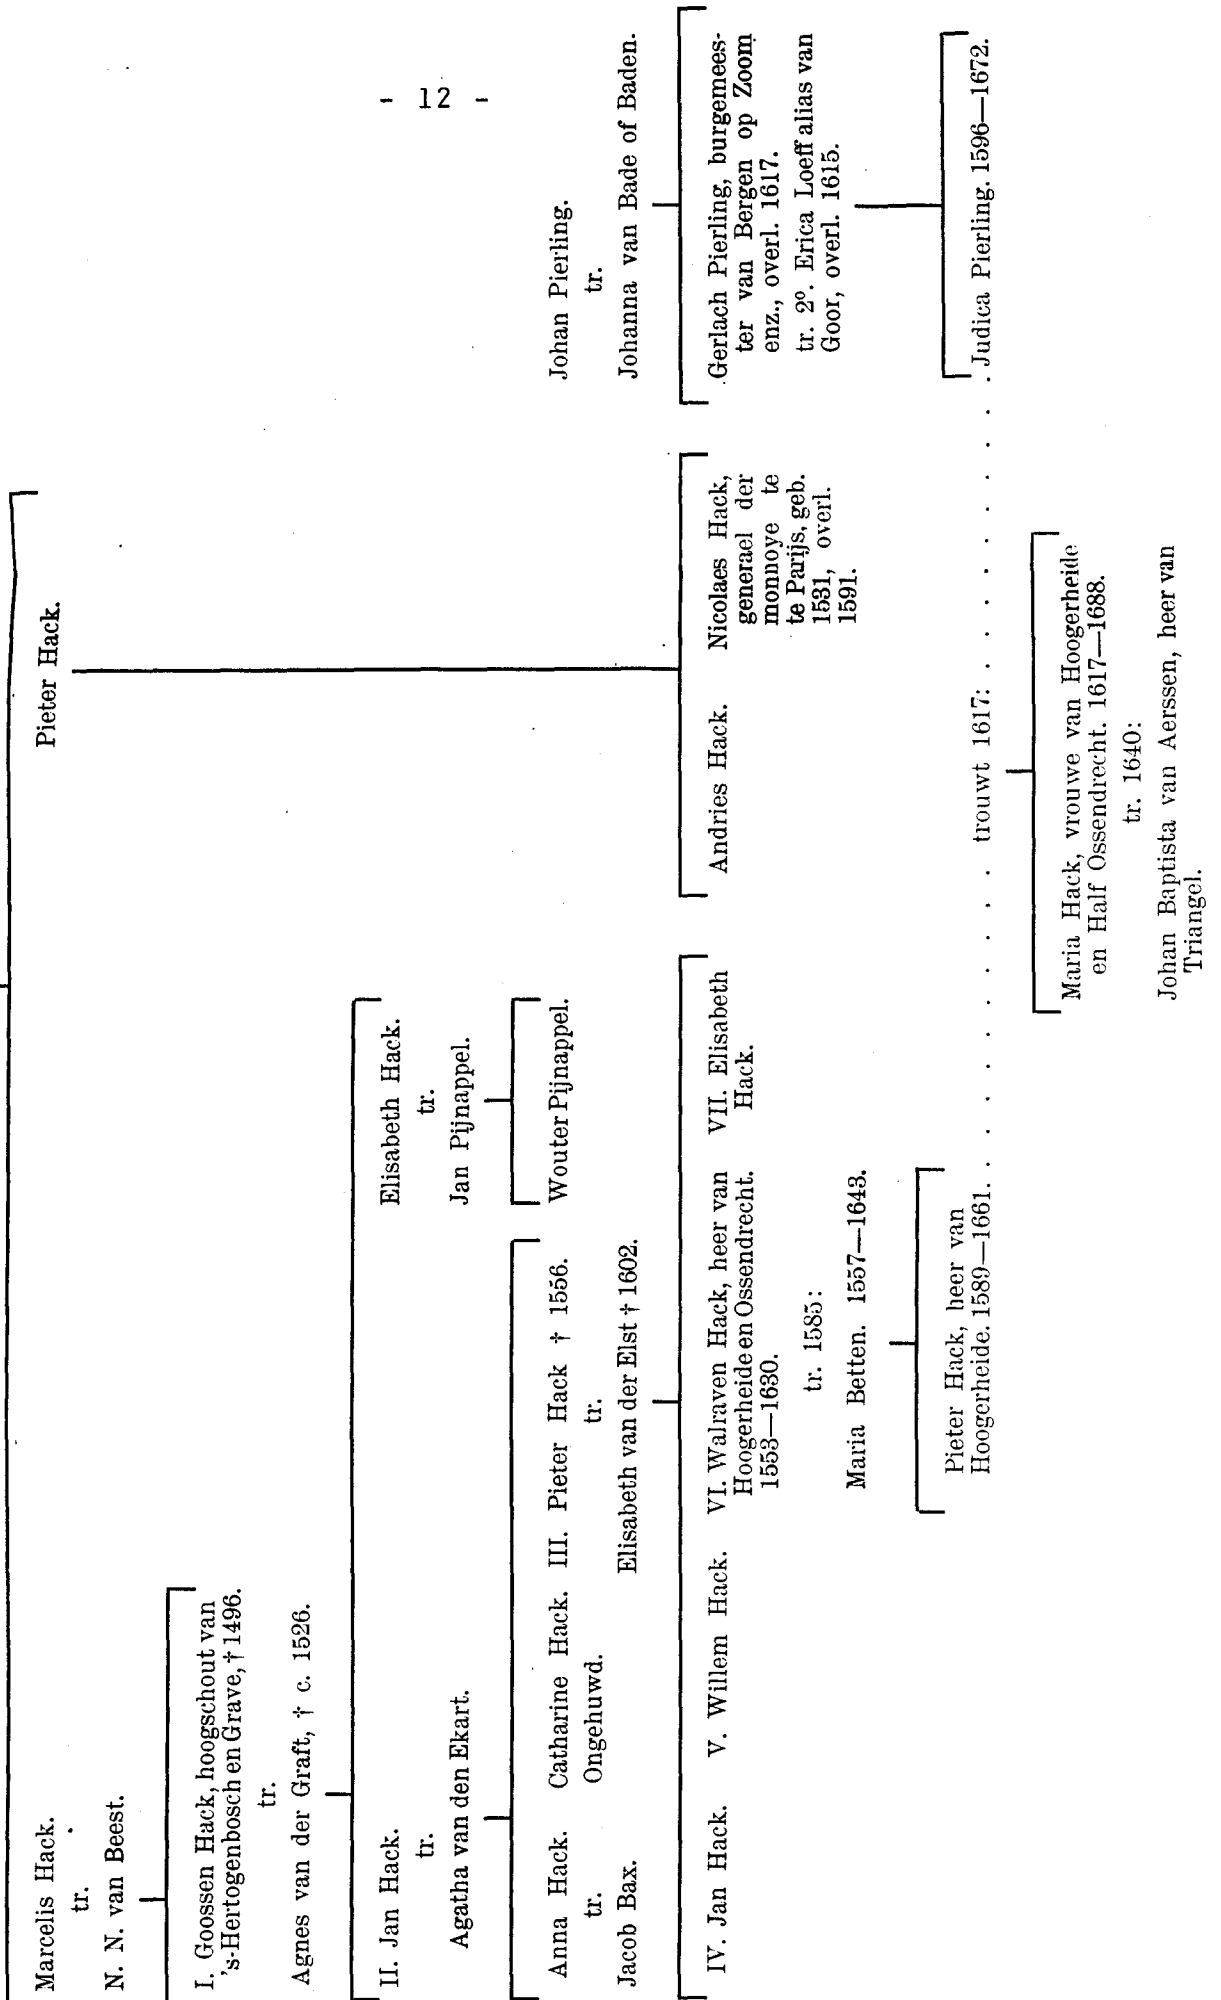 - 12 -
Marcelis Hack.
tr.
N. N. van Beest.
Pieter Hack.
I. Goossen Hack, hoogschout van
's-Hertogenbosch en Grave, † 1496.
tr.
Agnes van der Graft, † c. 1526.
II. Jan Hack.
tr.
Agatha van den Ekart.
Elisabeth Hack.
tr.
Jan Pijnappel.
Anna Hack.
tr.
Jacob Bax.
Catharine Hack.
Ongehuwd.
III. Pieter Hack † 1556.
tr.
Elisabeth van der Elst † 1602.
Wouter Pijnappel.
Johan Pierling.
tr.
Johanna van Bade of Baden.
IV. Jan Hack.
V. Willem Hack.
VI. Walraven Hack, heer van
Hoogerheide en Ossendrecht.
1553—1630.
tr. 1585:
Maria Betten. 1557—1643.
VII. Elisabeth
Hack.
Andries Hack.
Nicolaes Hack,
generael der
monnoye te
te Parijs, geb.
1531, overl.
1591.
Gerlach Pierling, burgemees-
ter van Bergen op Zoom
enz., overl. 1617.
tr. 2º. Erica Loeff alias van
Goor, overl. 1615.
Pieter Hack, heer van
Hoogerheide. 1589—1661. . . . . . . . . . trouwt 1617: . . . . . . . . . . Judica Pierling. 1596—1672.
Maria Hack, vrouwe van Hoogerheide
en Half Ossendrecht. 1617—1688.
tr. 1640:
Johan Baptista van Aerssen, heer van
Triangel.